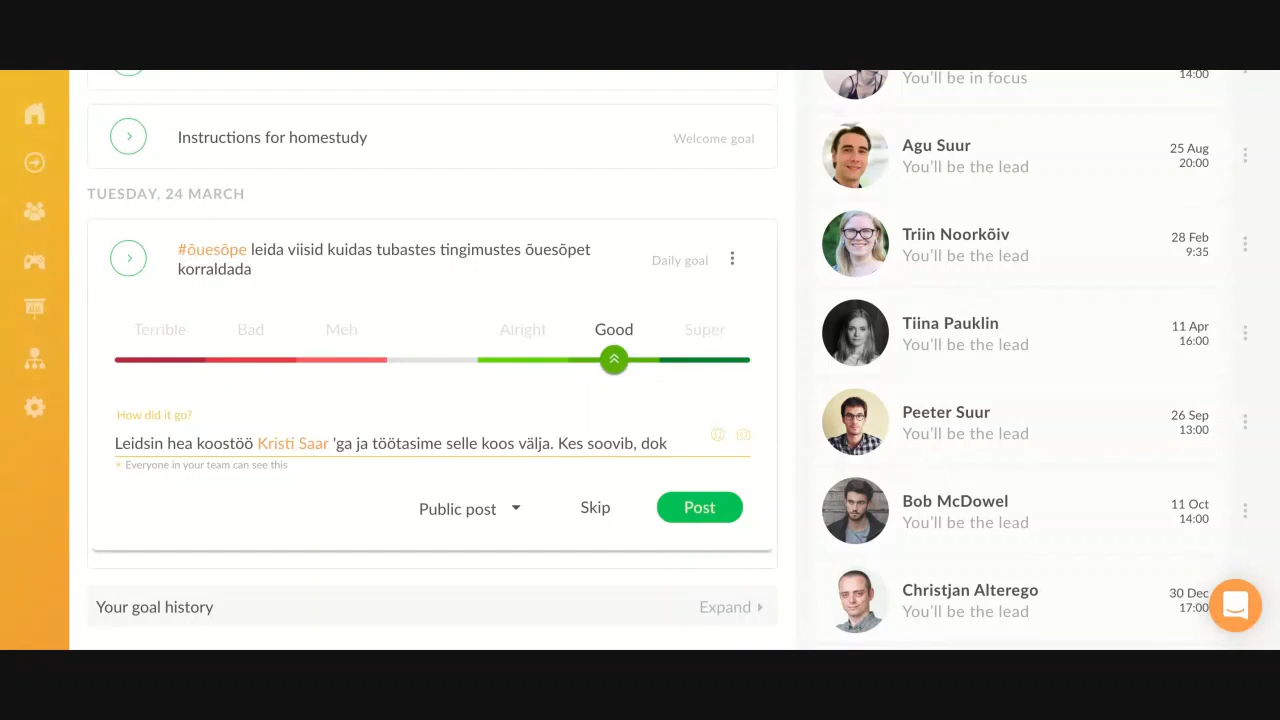 Instructions for homestudy
Welcome goal
TUESDAY, 24 MARCH
#õuesõpe leida viisid kuidas tubastes tingimustes õuesõpet
korraldada
Daily goal
Terrible
Bad
Meh
Alright
Good
Super
How did it go?
Leidsin hea koostöö Kristi Saar 'ga ja töötasime selle koos välja. Kes soovib, dok
* Everyone in your team can see this
Public post
Skip
Post
Your goal history
Expand
You'll be in focus
14:00
Agu Suur
You'll be the lead
25 Aug
20:00
Triin Noorkõiv
You'll be the lead
28 Feb
9:35
Tiina Pauklin
You'll be the lead
11 Apr
16:00
Peeter Suur
You'll be the lead
26 Sep
13:00
Bob McDowel
You'll be the lead
11 Oct
14:00
Christjan Alterego
You'll be the lead
30 Dec
17:00